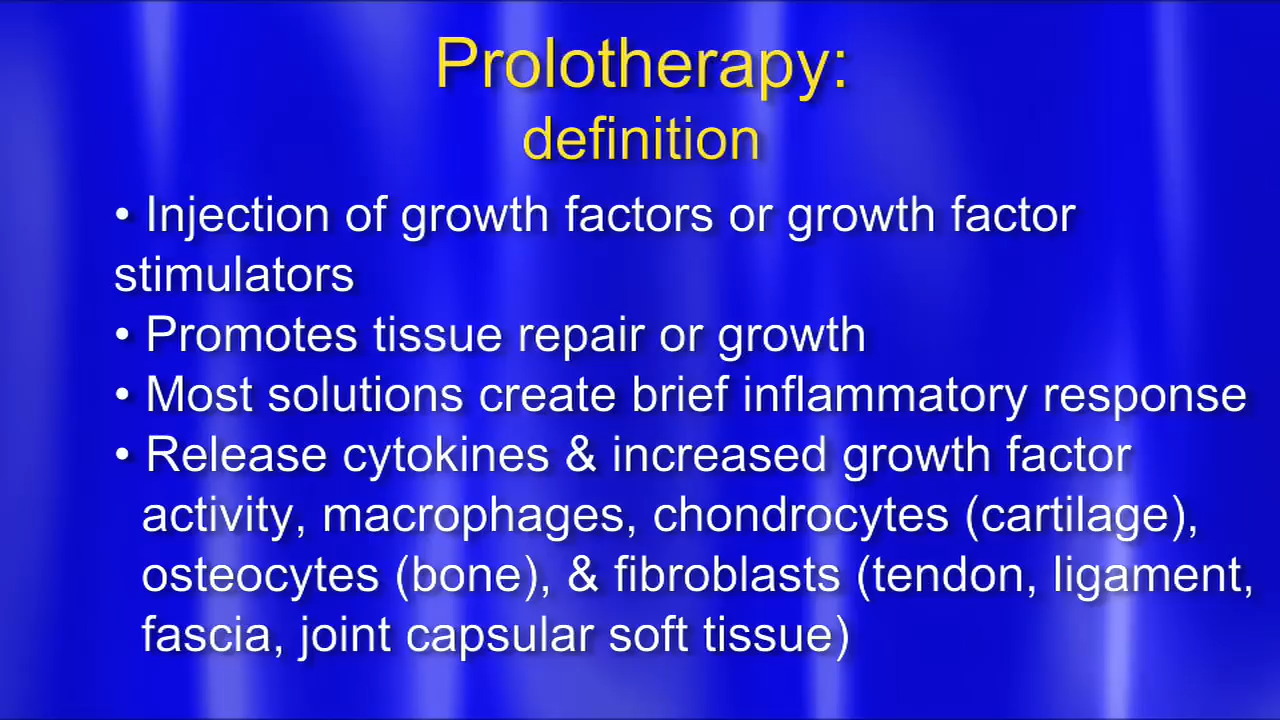 Prolotherapy:
definition
• Injection of growth factors or growth factor
stimulators
• Promotes tissue repair or growth
• Most solutions create brief inflammatory response
• Release cytokines & increased growth factor
activity, macrophages, chondrocytes (cartilage),
osteocytes (bone), & fibroblasts (tendon, ligament,
fascia, joint capsular soft tissue)